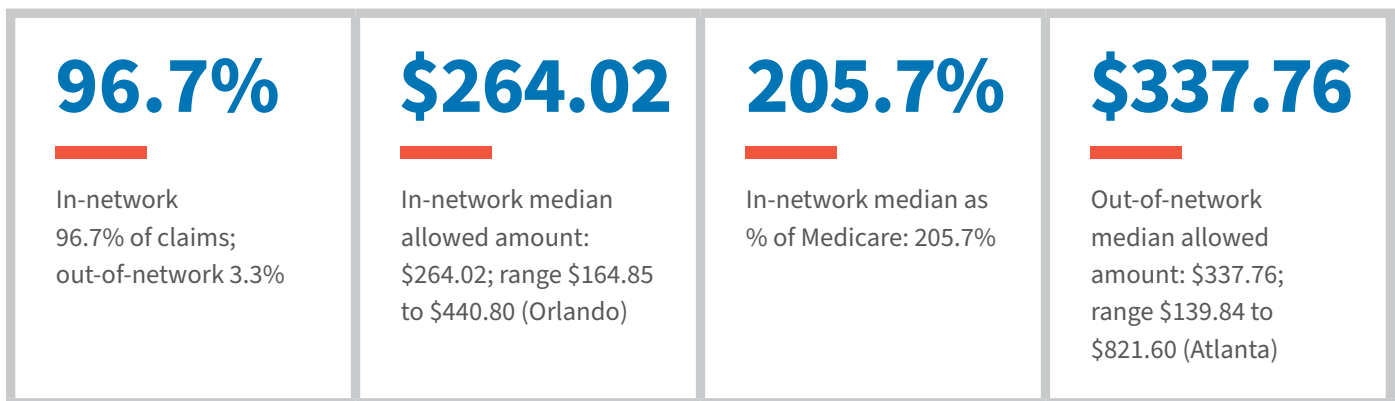 96.7%
In-network
96.7% of claims;
out-of-network 3.3%
$264.02
In-network median
allowed amount:
$264.02; range $164.85
to $440.80 (Orlando)
205.7%
In-network median as
% of Medicare: 205.7%
$337.76
Out-of-network
median allowed
amount: $337.76;
range $139.84 to
$821.60 (Atlanta)